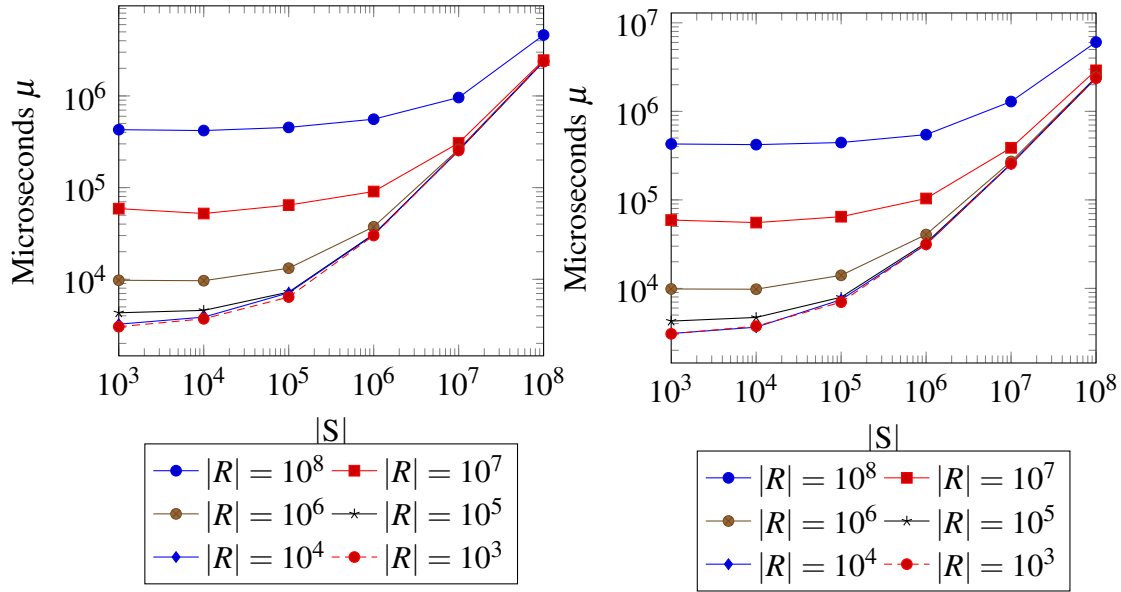 10^6
10^5
10^4
Microseconds μ
10^3 10^4 10^5 10^6 10^7 10^8
|S|
|R| = 10^8 |R| = 10^7
|R| = 10^6 |R| = 10^5
|R| = 10^4 |R| = 10^3
10^7
10^6
10^5
10^4
Microseconds μ
10^3 10^4 10^5 10^6 10^7 10^8
|S|
|R| = 10^8 |R| = 10^7
|R| = 10^6 |R| = 10^5
|R| = 10^4 |R| = 10^3